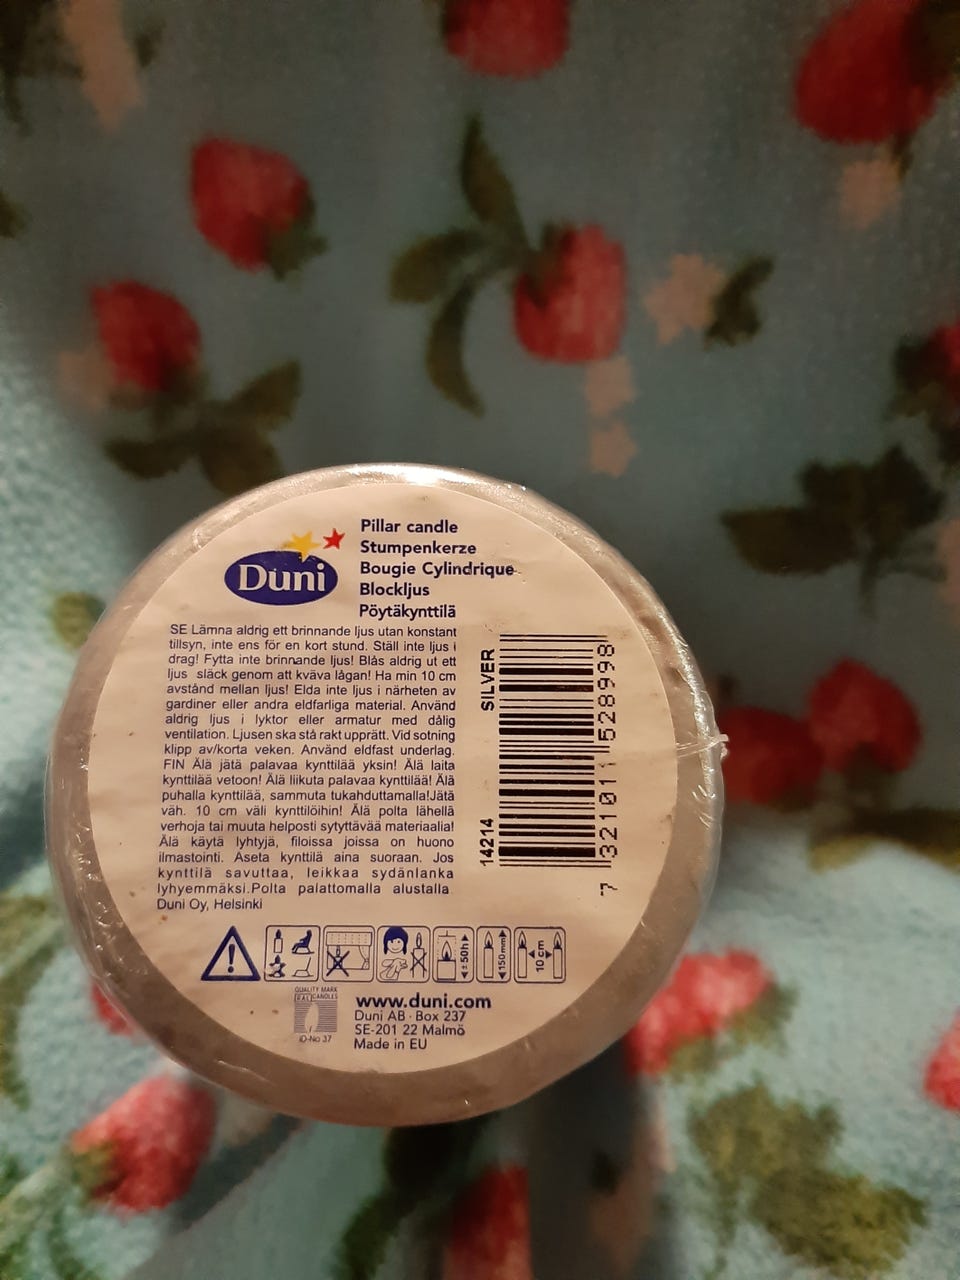 Duni
Pillar candle
Stumpenkerze
Bougie Cylindrique
Blockljus
Pöytäkynttilä
SE Lämna aldrig ett brinnande ljus utan konstant
tillsyn, inte ens för en kort stund. Ställ inte ljus i
drag! Fytta inte brinnande ljus! Blås aldrig ut ett
ljus släck genom att kväva lågan! Ha min 10 cm
avstånd mellan ljus! Elda inte ljus i närheten av
gardiner eller andra eldfarliga material. Använd
aldrig ljus i lyktor eller armatur med dålig
ventilation. Ljusen ska stå rakt upprätt. Vid sotning
klipp av/korta veken. Använd eldfast underlag.
FIN Älä jätä palavaa kynttilää yksin! Älä laita
kynttilää vetoon! Älä liikuta palavaa kynttilää! Älä
puhalla kynttilää, sammuta tukahduttamalla!Jätä
väh. 10 cm väli kynttilöihin! Älä polta lähellä
verhoja tai muuta helposti sytyttävää materiaalia!
Älä käytä lyhtyjä, filoissa joissa on huono
ilmastointi. Aseta kynttilä aina suoraan. Jos
kynttilä savuttaa, leikkaa sydänlanka
lyhyemmäksi.Polta palattomalla alustalla
Duni Oy, Helsinki
SILVER
14214
7 321011 528998
± 50h
150mm
10 cm
QUALITY MARK
RAL CANDLES
ID-No 37
www.duni.com
Duni AB · Box 237
SE-201 22 Malmö
Made in EU